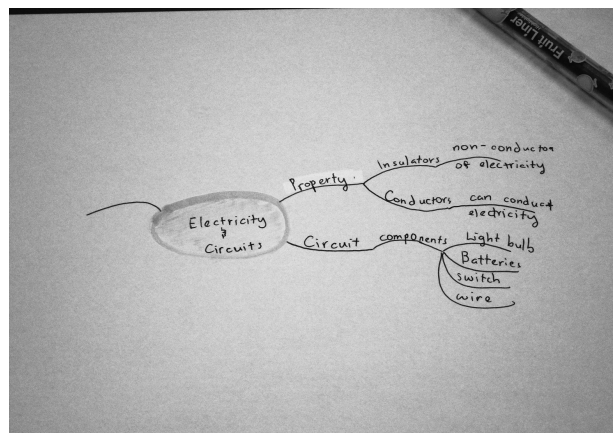 Fruit Liner
Insulators
non-conductor
of electricity
Property.
Conductors
can conduct
electricity
Electricity
&
Circuits
Circuit
components
Light bulb
Batteries
switch
wire